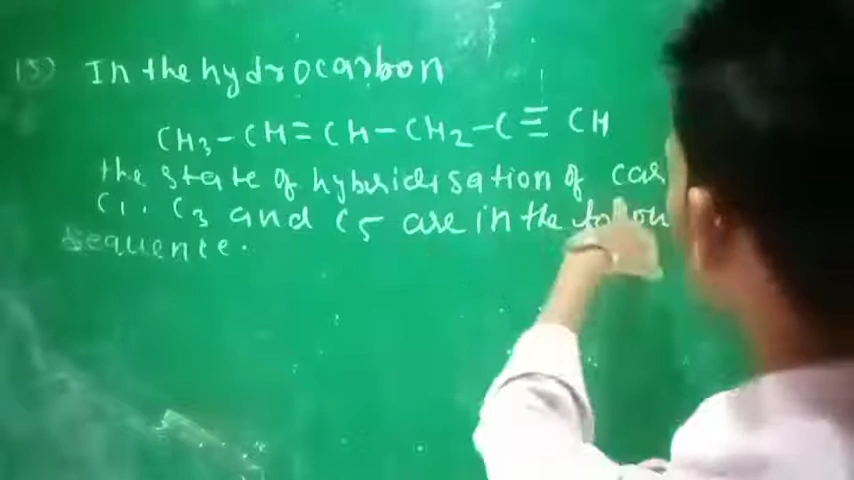 15) In the hydrocarbon
CH3-CH=CH-CH2-C≡CH
the state of hybridisation of car
C1. C3 and C5 are in the follow
sequence.